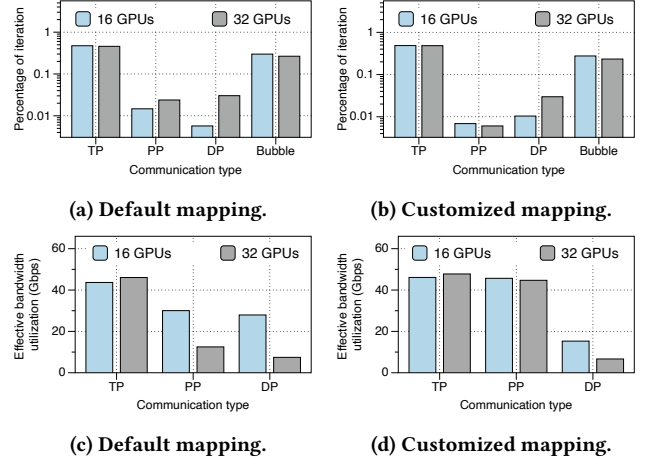 16 GPUs 32 GPUs
Percentage of iteration
1
0.1
0.01
TP PP DP Bubble
Communication type
(a) Default mapping.
16 GPUs 32 GPUs
Percentage of iteration
1
0.1
0.01
TP PP DP Bubble
Communication type
(b) Customized mapping.
16 GPUs 32 GPUs
Effective bandwidth
utilization (Gbps)
60
40
20
0
TP PP DP
Communication type
(c) Default mapping.
16 GPUs 32 GPUs
Effective bandwidth
utilization (Gbps)
60
40
20
0
TP PP DP
Communication type
(d) Customized mapping.